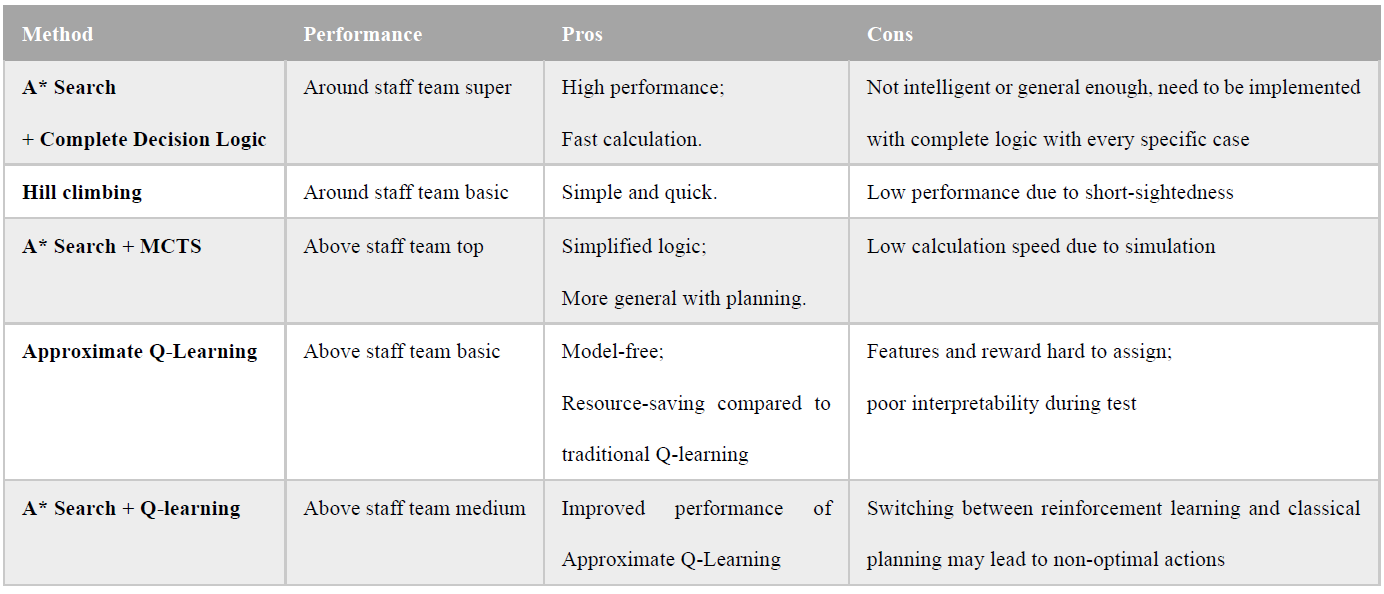 Method Performance Pros Cons
A* Search Around staff team super High performance; Not intelligent or general enough, need to be implemented
+ Complete Decision Logic Fast calculation. with complete logic with every specific case
Hill climbing Around staff team basic Simple and quick. Low performance due to short-sightedness
A* Search + MCTS Above staff team top Simplified logic; Low calculation speed due to simulation
More general with planning.
Approximate Q-Learning Above staff team basic Model-free; Features and reward hard to assign;
Resource-saving compared to poor interpretability during test
traditional Q-learning
A* Search + Q-learning Above staff team medium Improved performance of Switching between reinforcement learning and classical
Approximate Q-Learning planning may lead to non-optimal actions